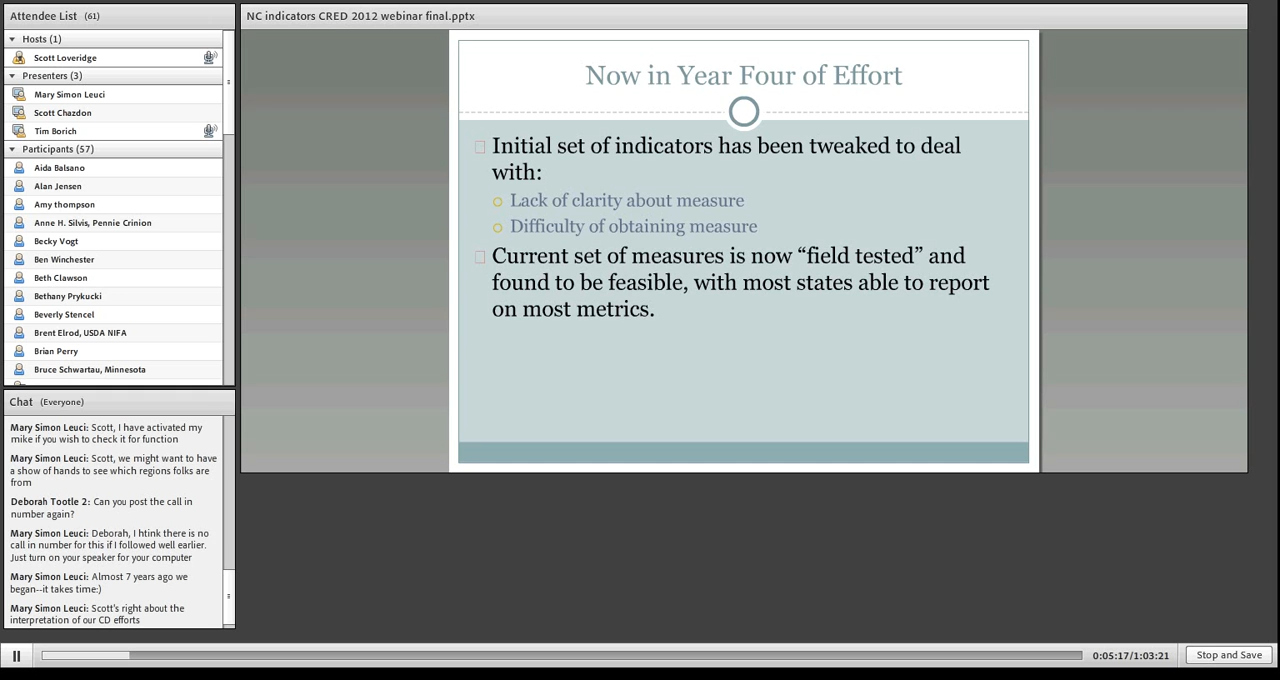 Attendee List (61)
Hosts (1)
Scott Loveridge
Presenters (3)
Mary Simon Leuci
Scott Chazdon
Tim Borich
Participants (57)
Aida Balsano
Alan Jensen
Amy thompson
Anne H. Silvis, Pennie Crinion
Becky Vogt
Ben Winchester
Beth Clawson
Bethany Prykucki
Beverly Stencel
Brent Elrod, USDA NIFA
Brian Perry
Bruce Schwartau, Minnesota
Chat (Everyone)
Mary Simon Leuci: Scott, I have activated my
mike if you wish to check it for function
Mary Simon Leuci: Scott, we might want to have
a show of hands to see which regions folks are
from
Deborah Tootle 2: Can you post the call in
number again?
Mary Simon Leuci: Deborah, I htink there is no
call in number for this if I followed well earlier.
Just turn on your speaker for your computer
Mary Simon Leuci: Almost 7 years ago we
began--it takes time:)
Mary Simon Leuci: Scott's right about the
interpretation of our CD efforts
NC indicators CRED 2012 webinar final.pptx
Now in Year Four of Effort
Initial set of indicators has been tweaked to deal
with:
Lack of clarity about measure
Difficulty of obtaining measure
Current set of measures is now “field tested” and
found to be feasible, with most states able to report
on most metrics.
0:05:17/1:03:21
Stop and Save